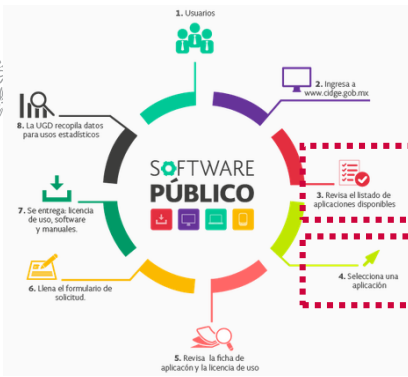 1. Usuarios
2. Ingresa a
www.cidge.gob.mx
3. Revisa el listado de
aplicaciones disponibles
4. Selecciona una
aplicación
5. Revisa la ficha de
aplicacón y la licencia de uso
6. Llena el formulario de
solicitud.
7. Se entrega: licencia
de uso, software
y manuales.
8. La UGD recopila datos
para usos estadísticos
SOFTWARE
PÚBLICO